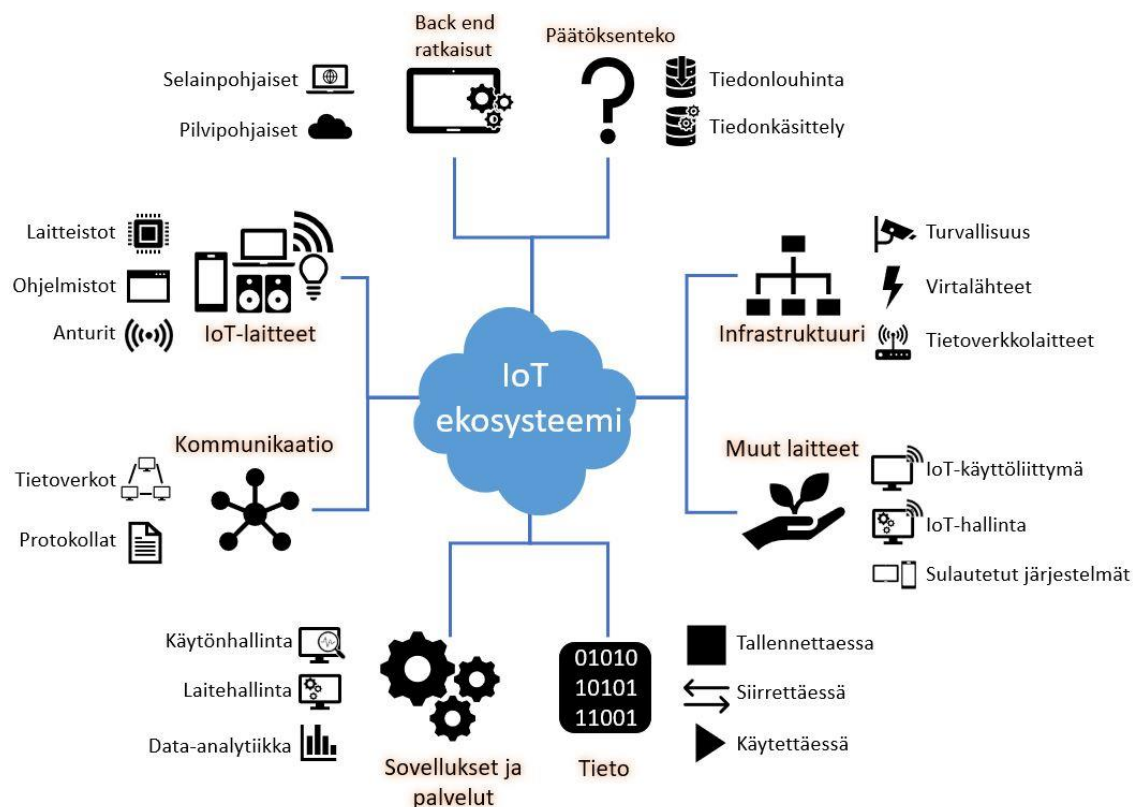 Back end
ratkaisut
Päätöksenteko
Selainpohjaiset
Pilvipohjaiset
Tiedonlouhinta
Tiedonkäsittely
Laitteistot
Ohjelmistot
Anturit
IoT-laitteet
Turvallisuus
Virtalähteet
Tietoverkkolaitteet
Infrastruktuuri
IoT
ekosysteemi
Kommunikaatio
Tietoverkot
Protokollat
Muut laitteet
IoT-käyttöliittymä
IoT-hallinta
Sulautetut järjestelmät
Käytönhallinta
Laitehallinta
Data-analytiikka
Sovellukset ja
palvelut
01010
10101
11001
Tieto
Tallennettaessa
Siirrettäessä
Käytettäessä